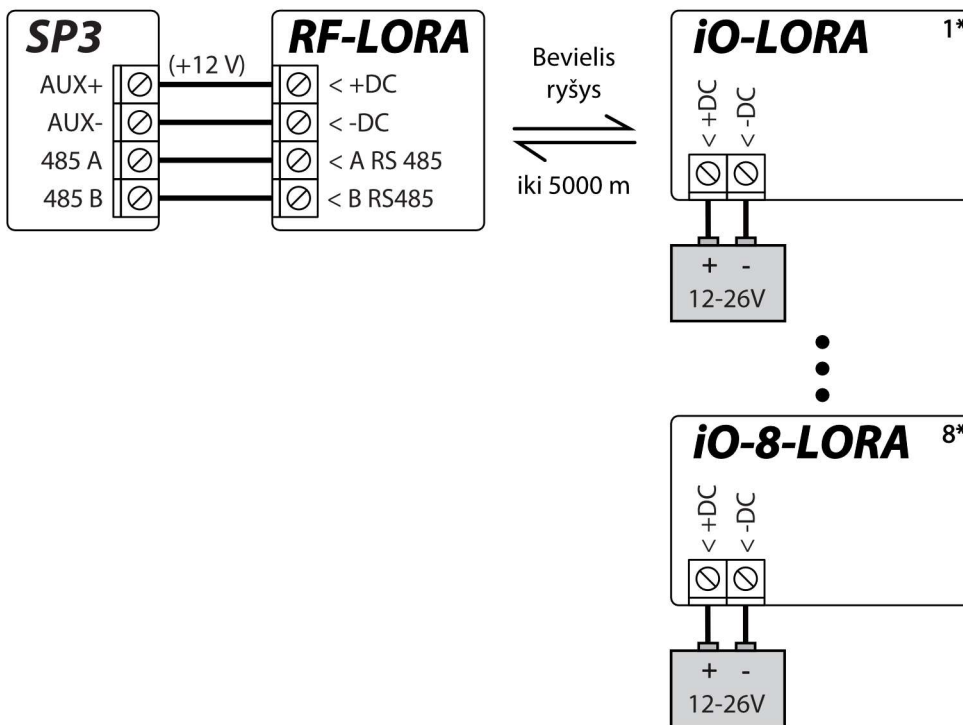 SP3
AUX+
AUX-
485 A
485 B
(+12 V)
RF-LORA
< +DC
< -DC
< A RS 485
< B RS485
Bevielis
ryšys
iki 5000 m
iO-LORA 1*
< +DC
< -DC
+ -
12-26V
iO-8-LORA 8*
< +DC
< -DC
+ -
12-26V